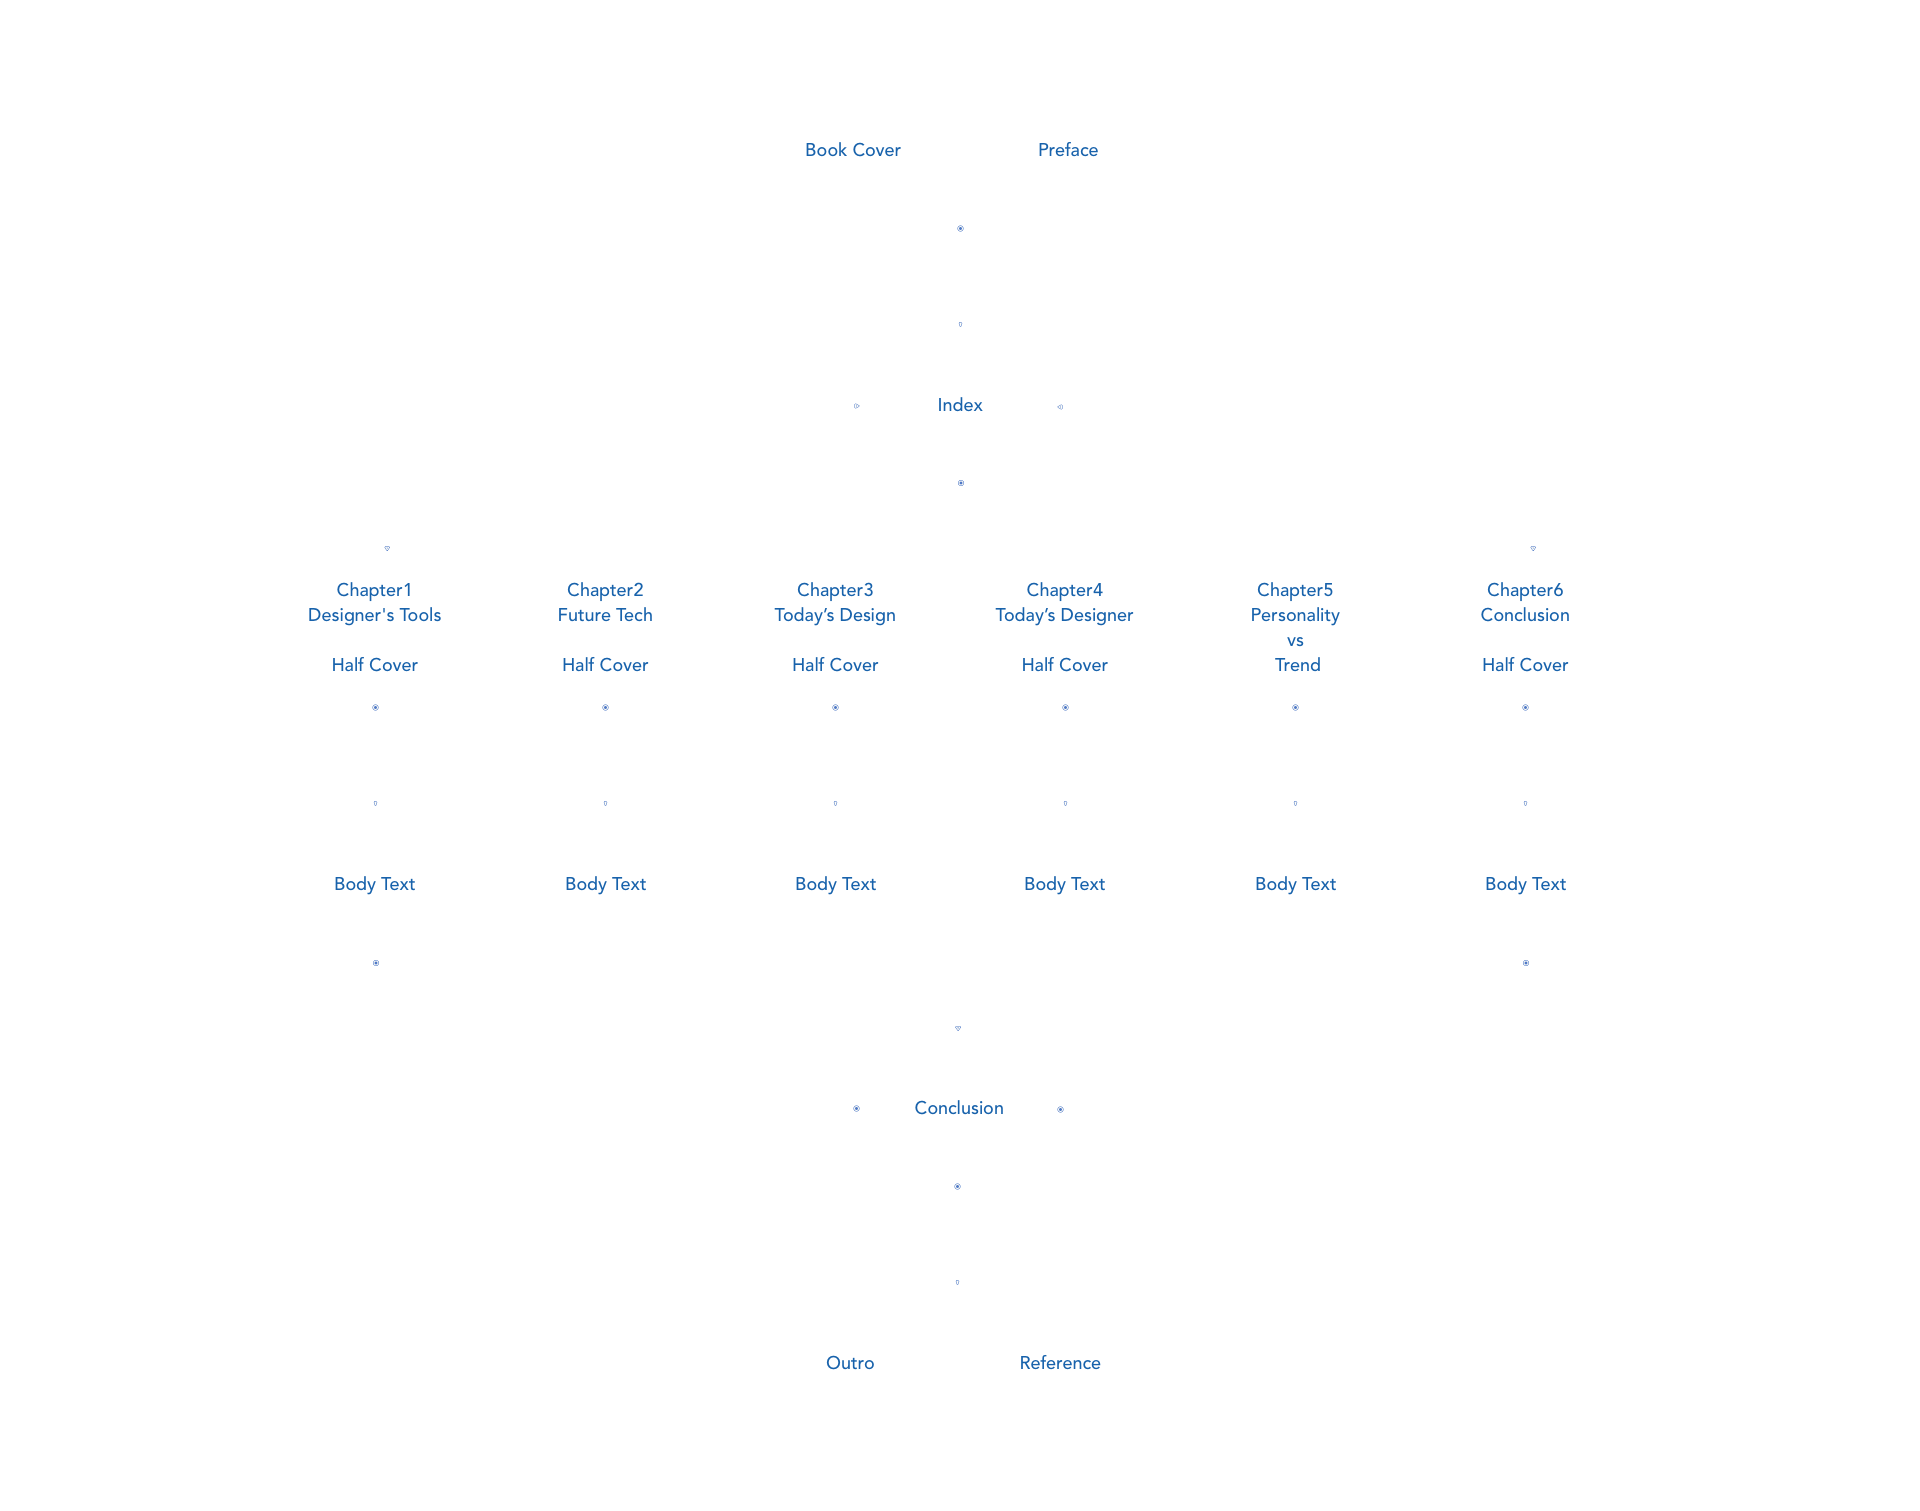 Book Cover
Preface
Index
Chapter1
Designer's Tools
Half Cover
Chapter2
Future Tech
Half Cover
Chapter3
Today’s Design
Half Cover
Chapter4
Today’s Designer
Half Cover
Chapter5
Personality
vs
Trend
Chapter6
Conclusion
Half Cover
Body Text
Body Text
Body Text
Body Text
Body Text
Body Text
Conclusion
Outro
Reference